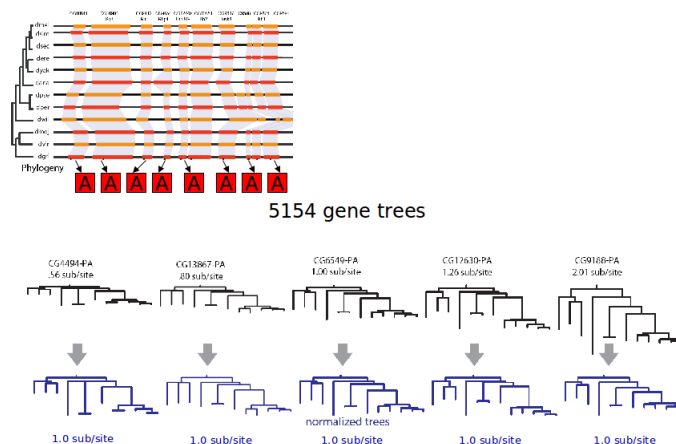 dmel
dsim
dsec
dere
dyak
dana
dpse
dper
dwil
dmoj
dvir
dgri
Phylogeny
A A A A A A A A
5154 gene trees
CG4494-PA CG13867-PA CG6549-PA CG12630-PA CG9188-PA
.56 sub/site .80 sub/site 1.00 sub/site 1.26 sub/site 2.01 sub/site
normalized trees
1.0 sub/site 1.0 sub/site 1.0 sub/site 1.0 sub/site 1.0 sub/site